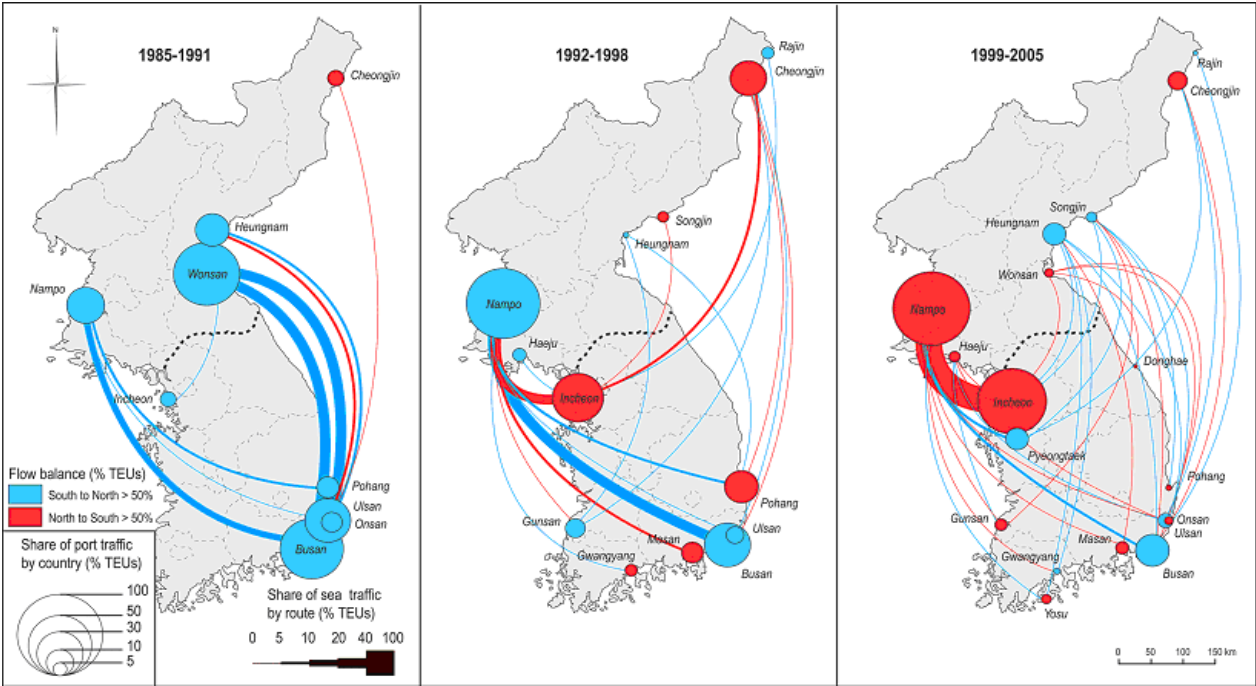 N
1985-1991
Cheongjin
Heungnam
Wonsan
Nampo
Incheon
Pohang
Ulsan
Onsan
Busan
Flow balance (% TEUs)
South to North > 50%
North to South > 50%
Share of port traffic
by country (% TEUs)
100
50
30
10
5
Share of sea traffic
by route (% TEUs)
0 5 10 20 40 100
1992-1998
Rajin
Cheongjin
Songjin
Heungnam
Nampo
Haeju
Incheon
Pohang
Gunsan
Ulsan
Masan
Gwangyang
Busan
1999-2005
Rajin
Cheongjin
Songjin
Heungnam
Wonsan
Nampo
Haeju
Donghae
Incheon
Pyeongtaek
Pohang
Gunsan
Onsan
Ulsan
Masan
Gwangyang
Busan
Yosu
0 50 100 150 km